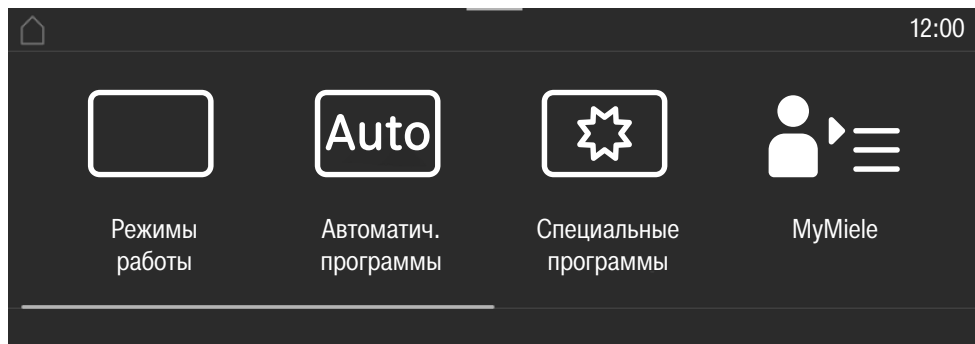 12:00
Auto
Режимы
работы
Автоматич.
программы
Специальные
программы
MyMiele